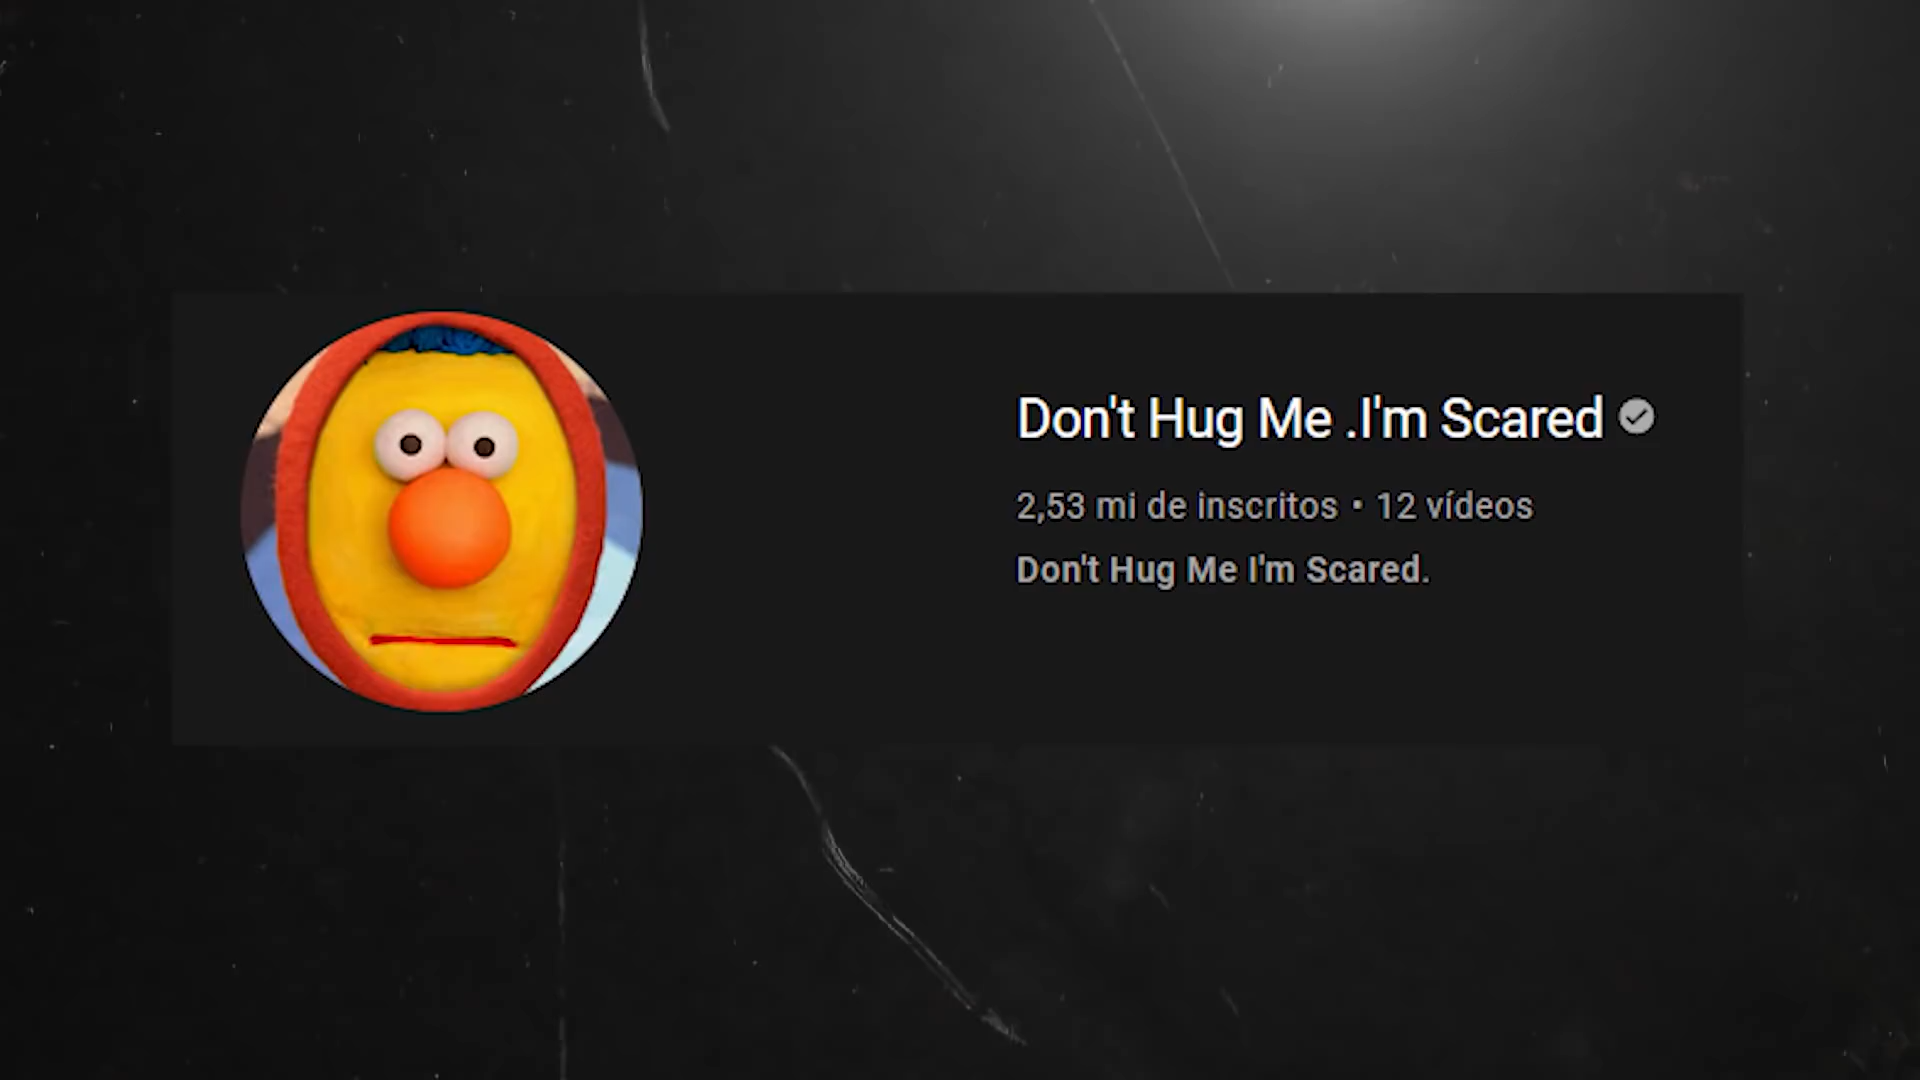 Don't Hug Me .I'm Scared
2,53 mi de inscritos • 12 vídeos
Don't Hug Me I'm Scared.